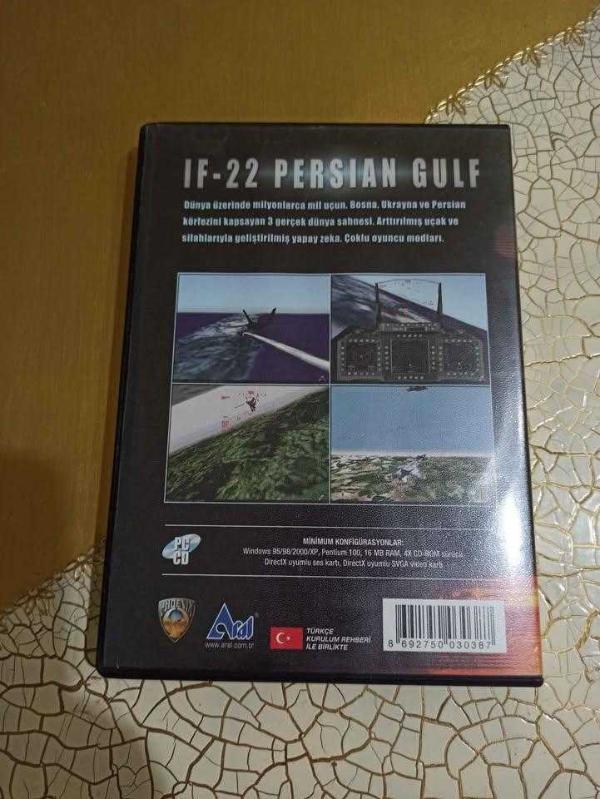 IF-22 PERSIAN GULF
Dünya üzerinde milyonlarca mil uçun. Bosna, Ukrayna ve Persian
körfezini kapsayan 3 gerçek dünya sahnesi. Arttırılmış uçak ve
silahlarıyla geliştirilmiş yapay zeka. Çoklu oyuncu modları.
PC
CD
MİNİMUM KONFİGÜRASYONLAR:
Windows 95/98/2000/XP, Pentium 100, 16 MB RAM, 4X CD-ROM sürücü
DirectX uyumlu ses kartı, DirectX uyumlu SVGA video kartı
PHOENIX
Aral
www.aral.com.tr
TÜRKÇE
KURULUM REHBERİ
İLE BİRLİKTE
8 692750 030387